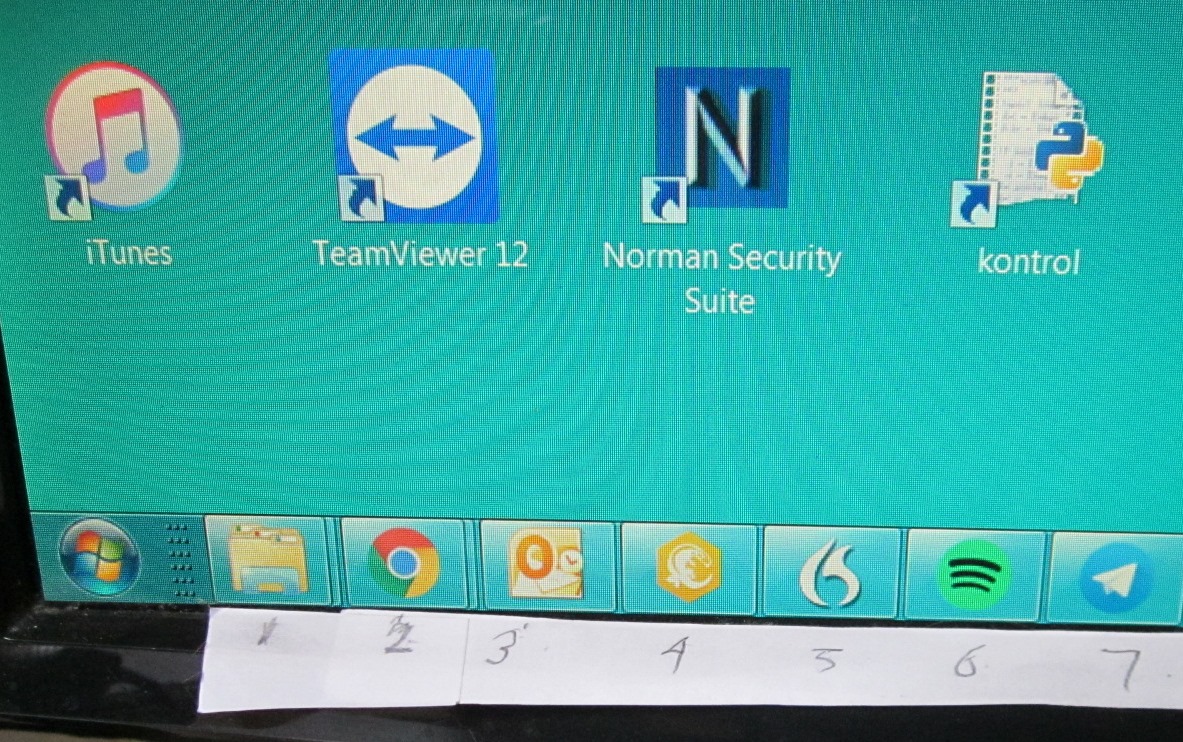 iTunes
TeamViewer 12
N
Norman Security
Suite
kontrol
1 2 3 4 5 6 7